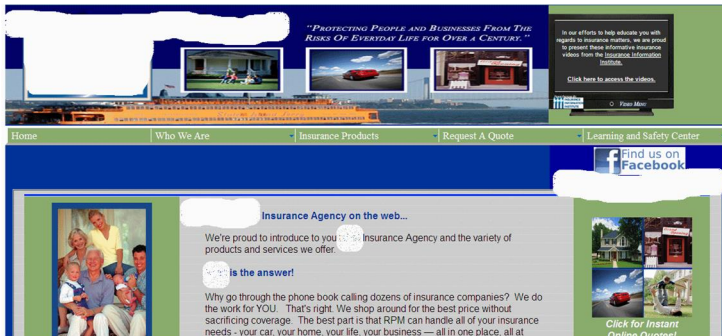 "Protecting People and Businesses From The
Risks Of Everyday Life for Over a Century."
In our efforts to help educate you with
regards to insurance matters, we are proud
to present these informative insurance
videos from the Insurance Information
Institute.
Click here to access the videos.
Video Menu
Home
Who We Are
Insurance Products
Request A Quote
Learning and Safety Center
Find us on
Facebook
Insurance Agency on the web...
We're proud to introduce to you Insurance Agency and the variety of
products and services we offer.
is the answer!
Why go through the phone book calling dozens of insurance companies? We do
the work for YOU. That's right. We shop around for the best price without
sacrificing coverage. The best part is that RPM can handle all of your insurance
needs - your car, your home, your life, your business — all in one place, all at
Click for Instant
Online Quotes!